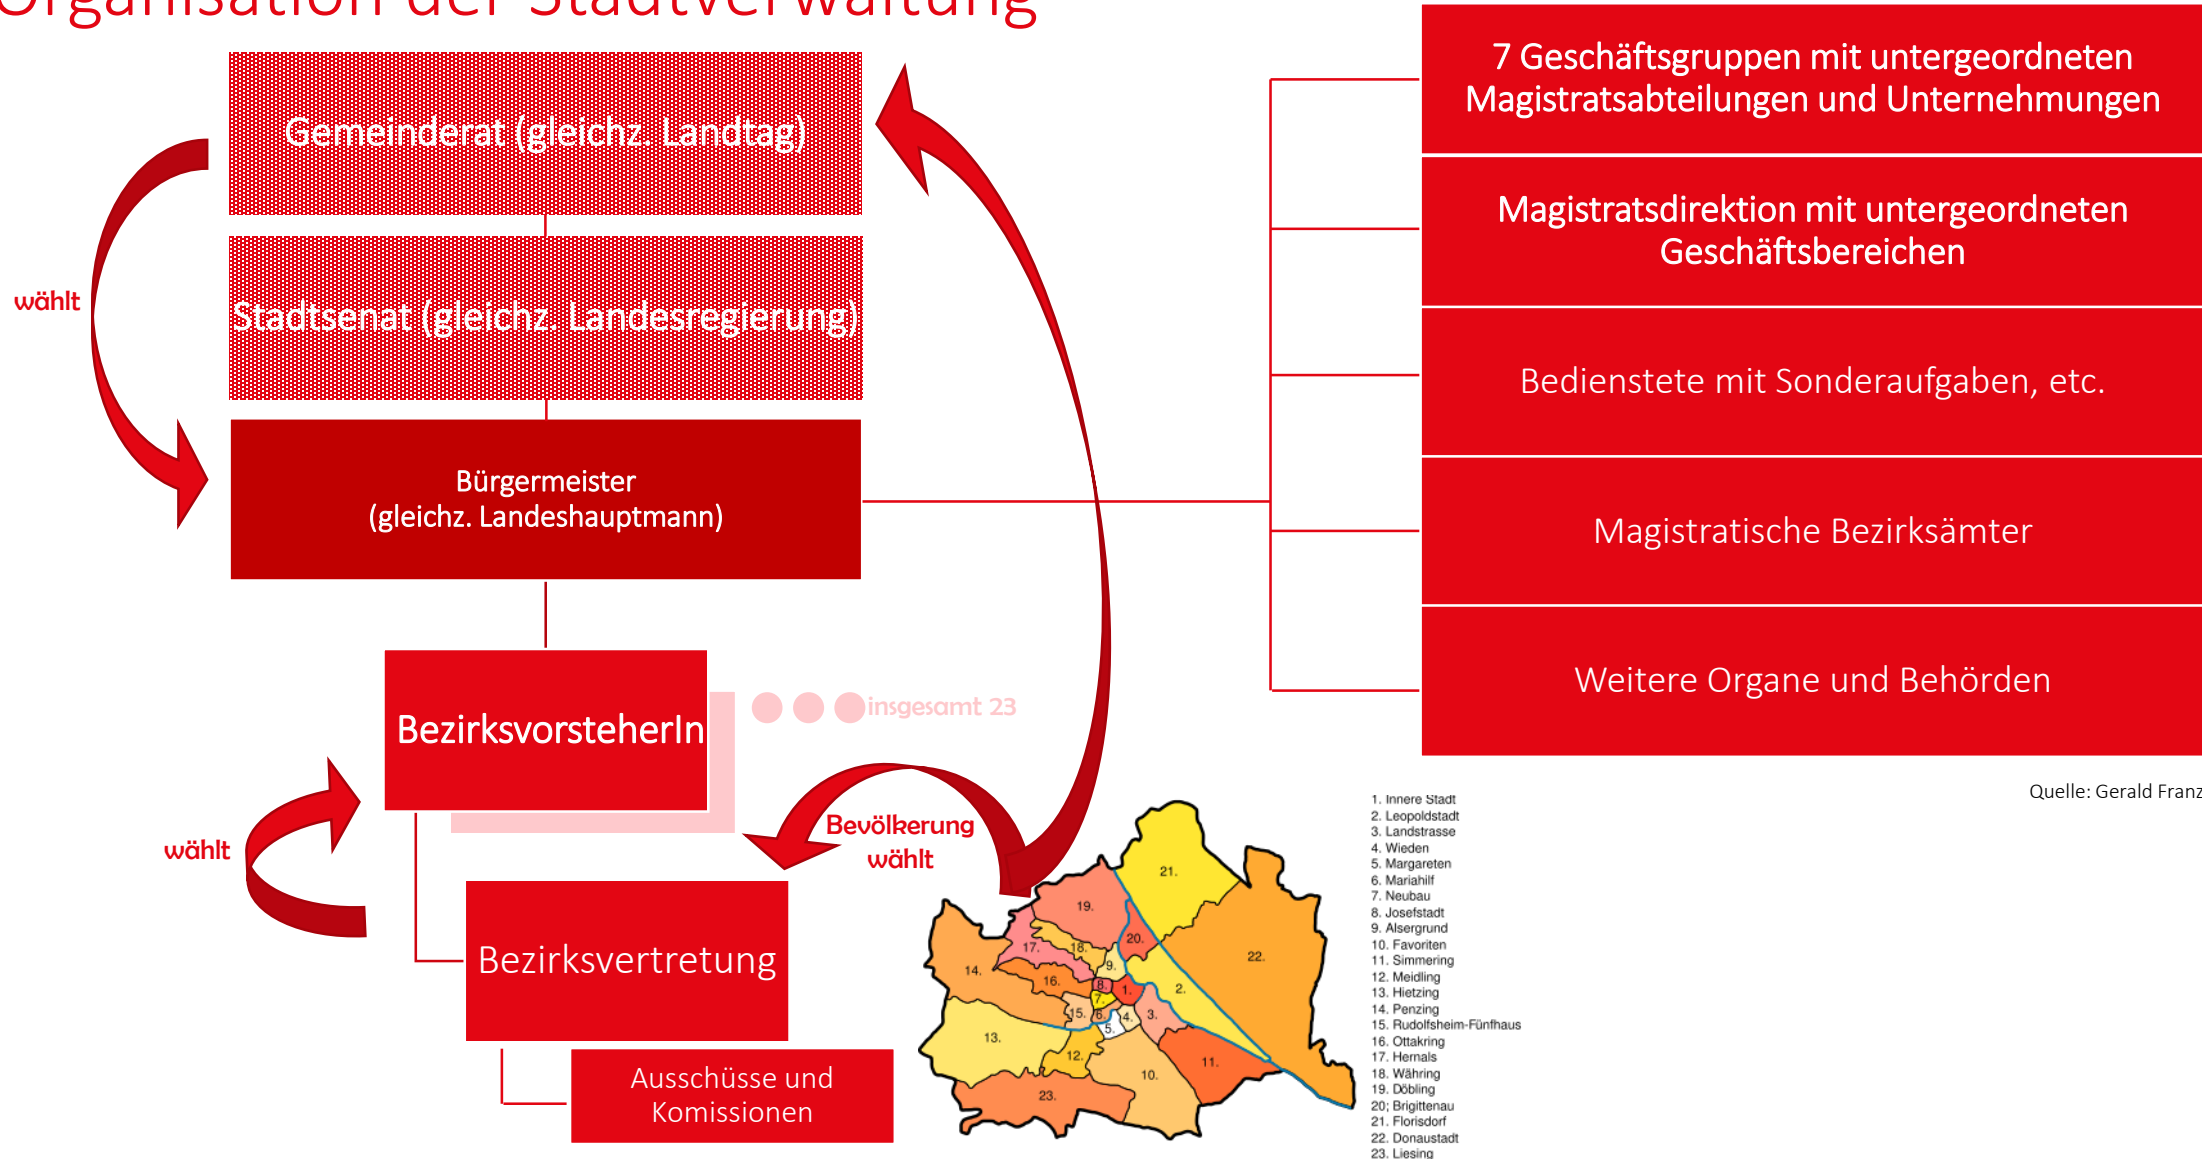 Organisation der Stadtverwaltung
Gemeinderat (gleichz. Landtag)
wählt
Stadtsenat (gleichz. Landesregierung)
Bürgermeister
(gleichz. Landeshauptmann)
BezirksvorsteherIn
insgesamt 23
wählt
Bevölkerung
wählt
Bezirksvertretung
Ausschüsse und
Komissionen
7 Geschäftsgruppen mit untergeordneten
Magistratsabteilungen und Unternehmungen
Magistratsdirektion mit untergeordneten
Geschäftsbereichen
Bedienstete mit Sonderaufgaben, etc.
Magistratische Bezirksämter
Weitere Organe und Behörden
Quelle: Gerald Franz
21.
19.
20.
22.
17.
18.
9.
14.
16.
8.
1.
2.
7.
15.
6.
4.
3.
5.
13.
12.
11.
10.
23.
1. Innere Stadt
2. Leopoldstadt
3. Landstrasse
4. Wieden
5. Margareten
6. Mariahilf
7. Neubau
8. Josefstadt
9. Alsergrund
10. Favoriten
11. Simmering
12. Meidling
13. Hietzing
14. Penzing
15. Rudolfsheim-Fünfhaus
16. Ottakring
17. Hernals
18. Währing
19. Döbling
20; Brigittenau
21. Florisdorf
22. Donaustadt
23. Liesing